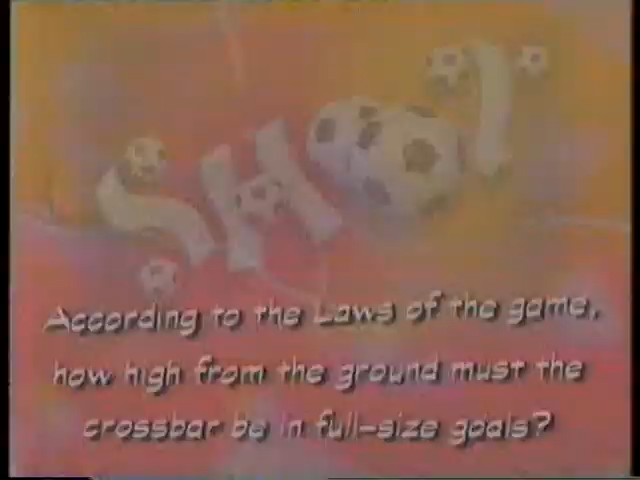 SHOOT
According to the Laws of the game,
how high from the ground must the
crossbar be in full-size goals?